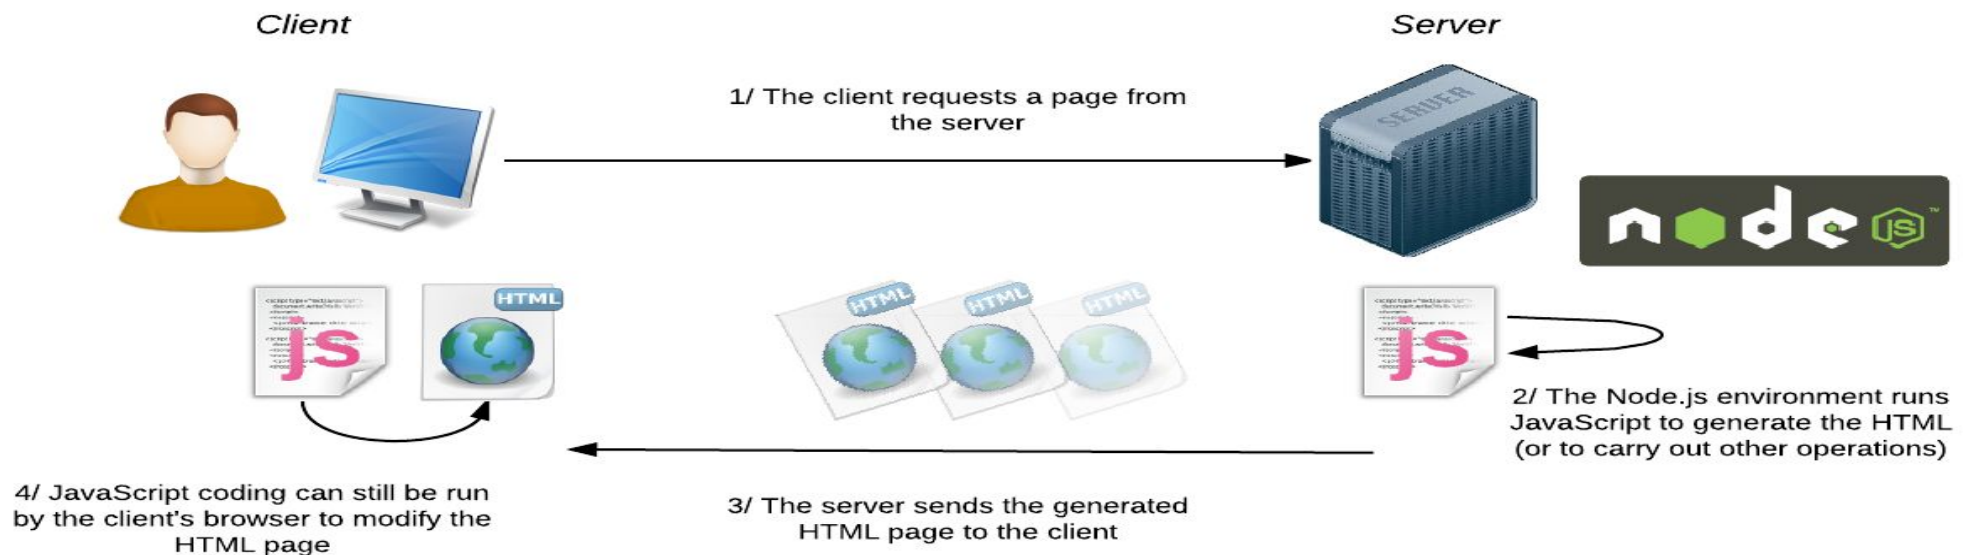 Client
Server
1/ The client requests a page from
the server
SERVER
node JS ™
HTML
HTML
HTML
HTML
js
js
2/ The Node.js environment runs
JavaScript to generate the HTML
(or to carry out other operations)
3/ The server sends the generated
HTML page to the client
4/ JavaScript coding can still be run
by the client's browser to modify the
HTML page